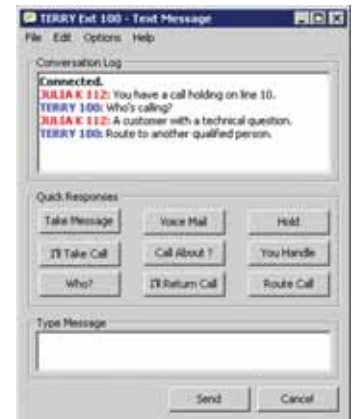 TERRY Ext 100 - Text Message
File Edit Options Help
Conversation Log
Connected.
JULIA K 112: You have a call holding on line 10.
TERRY 100: Who's calling?
JULIA K 112: A customer with a technical question.
TERRY 100: Route to another qualified person.
Quick Responses
Take Message Voice Mail Hold
I'll Take Call Call About ? You Handle
Who? I'll Return Call Route Call
Type Message
Send Cancel